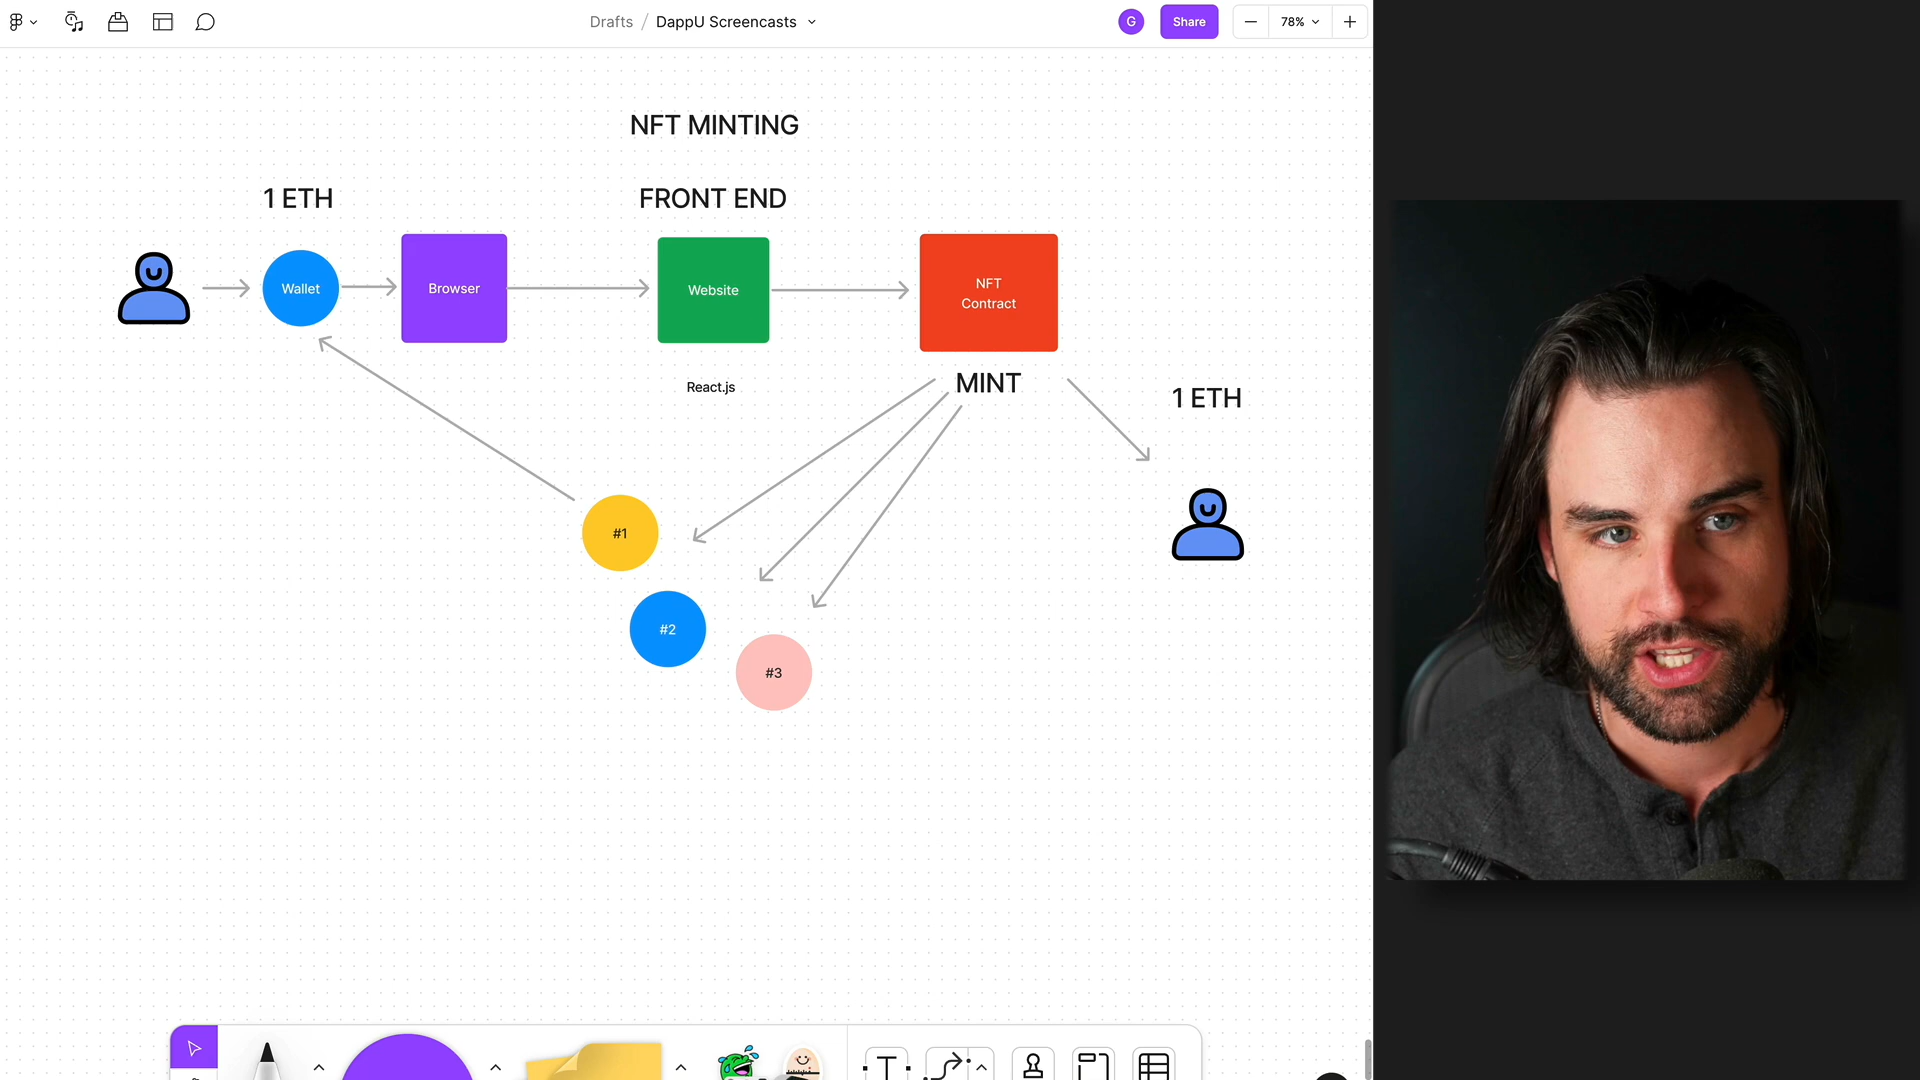 Drafts / DappU Screencasts
G
Share
78%
NFT MINTING
1 ETH
FRONT END
Wallet
Browser
Website
NFT
Contract
React.js
MINT
1 ETH
#1
#2
#3
T